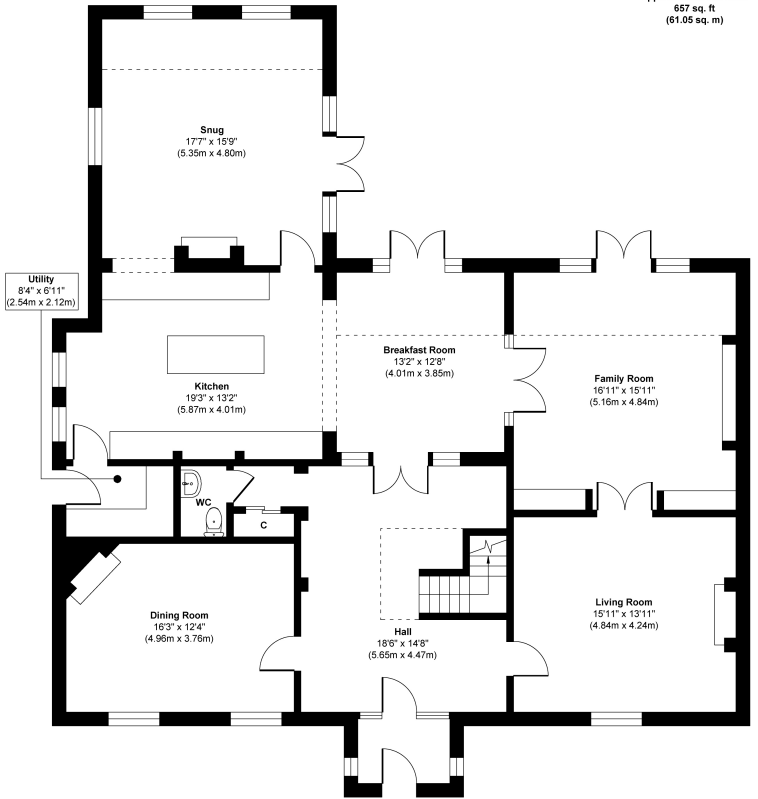 657 sq. ft
(61.05 sq. m)
Snug
17'7" x 15'9"
(5.35m x 4.80m)
Utility
8'4" x 6'11"
(2.54m x 2.12m)
Breakfast Room
13'2" x 12'8"
(4.01m x 3.85m)
Kitchen
19'3" x 13'2"
(5.87m x 4.01m)
Family Room
16'11" x 15'11"
(5.16m x 4.84m)
WC
C
Dining Room
16'3" x 12'4"
(4.96m x 3.76m)
Hall
18'6" x 14'8"
(5.65m x 4.47m)
Living Room
15'11" x 13'11"
(4.84m x 4.24m)